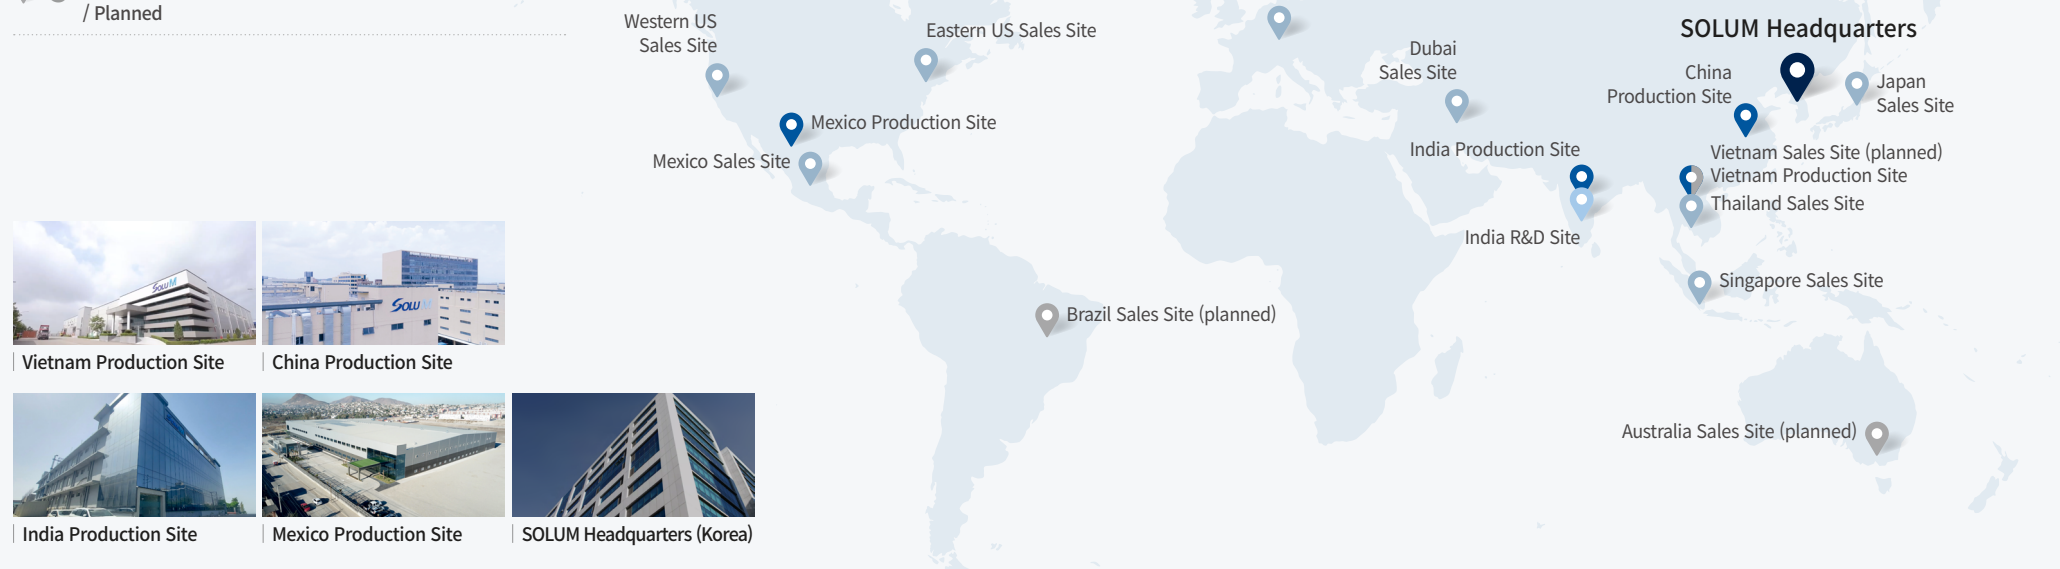 / Planned
Western US
Sales Site
Eastern US Sales Site
Dubai
Sales Site
SOLUM Headquarters
China
Production Site
Japan
Sales Site
Mexico Production Site
Mexico Sales Site
India Production Site
Vietnam Sales Site (planned)
Vietnam Production Site
Thailand Sales Site
India R&D Site
Singapore Sales Site
Brazil Sales Site (planned)
Australia Sales Site (planned)
SOLUM
SOLUM
Vietnam Production Site
China Production Site
India Production Site
Mexico Production Site
SOLUM Headquarters (Korea)